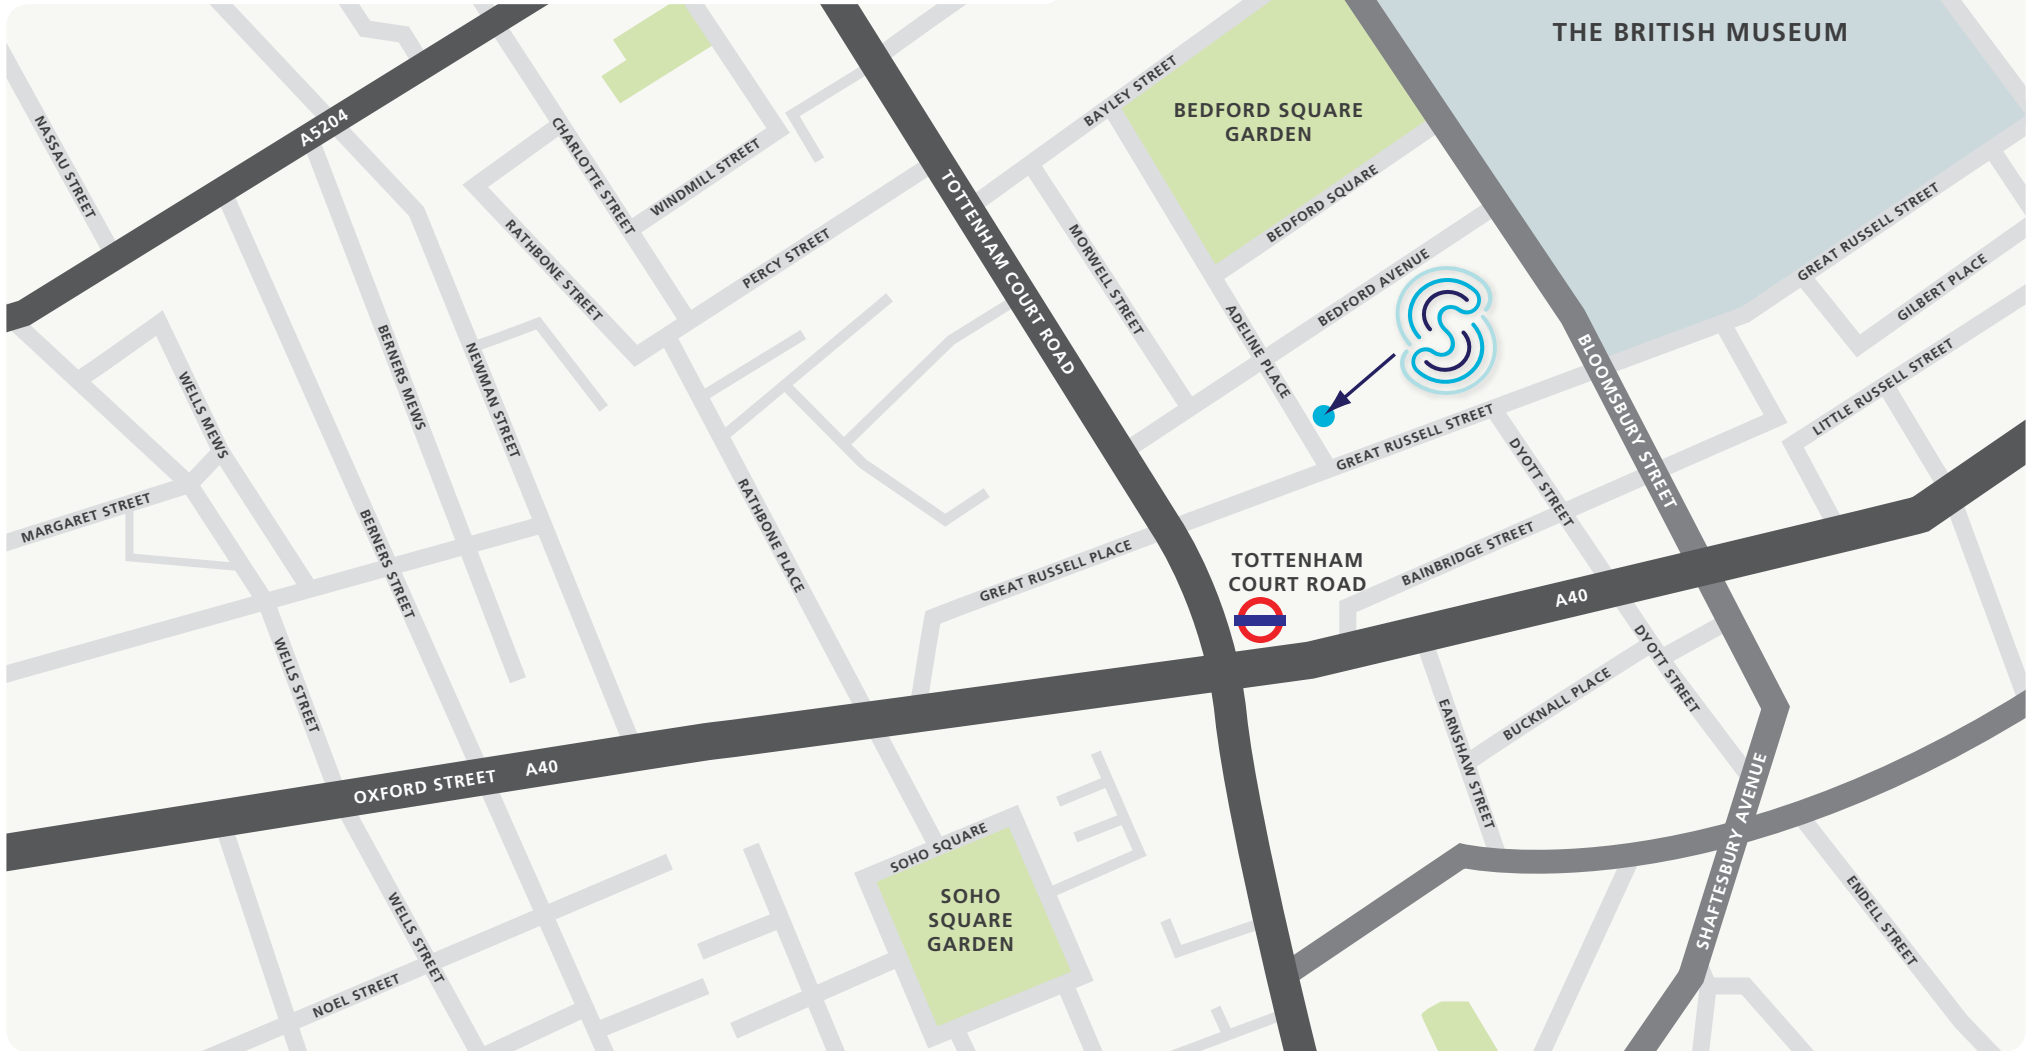 THE BRITISH MUSEUM
BEDFORD SQUARE
GARDEN
BAYLEY STREET
BEDFORD SQUARE
BEDFORD AVENUE
A5204
NASSAU STREET
CHARLOTTE STREET
WINDMILL STREET
RATHBONE STREET
PERCY STREET
TOTTENHAM COURT ROAD
MORWELL STREET
ADELINE PLACE
GREAT RUSSELL STREET
GILBERT PLACE
LITTLE RUSSELL STREET
BLOOMSBURY STREET
GREAT RUSSELL STREET
DYOTT STREET
BAINBRIDGE STREET
WELLS MEWS
BERNERS MEWS
NEWMAN STREET
MARGARET STREET
BERNERS STREET
RATHBONE PLACE
GREAT RUSSELL PLACE
TOTTENHAM
COURT ROAD
A40
WELLS STREET
DYOTT STREET
BUCKNALL PLACE
EARNSHAW STREET
OXFORD STREET A40
SHAFTESBURY AVENUE
ENDELL STREET
SOHO SQUARE
SOHO
SQUARE
GARDEN
WELLS STREET
NOEL STREET